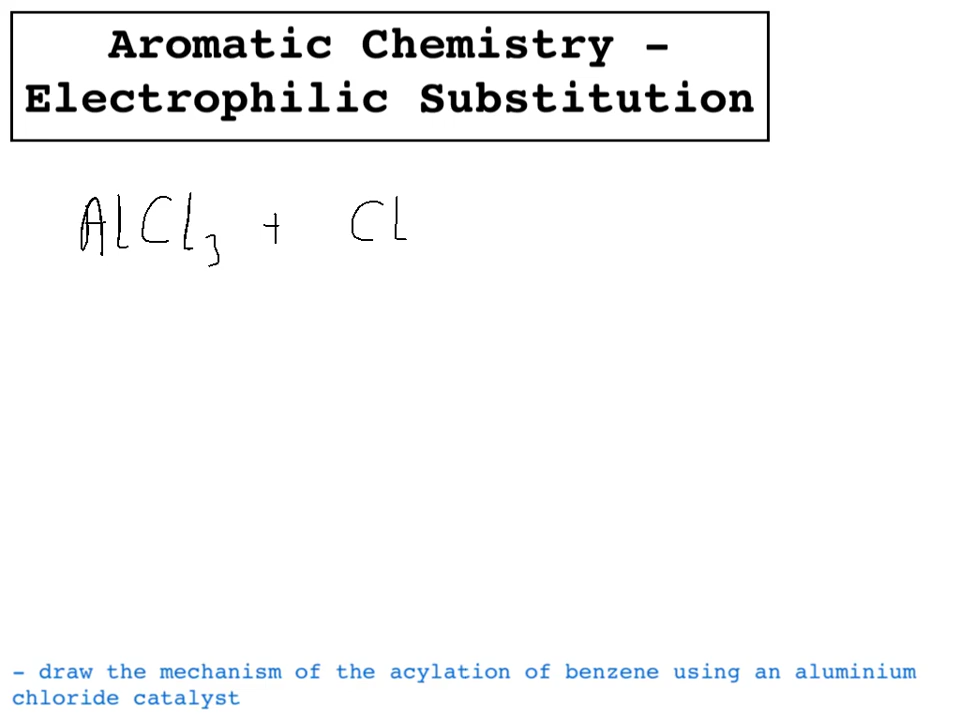 Aromatic Chemistry –
Electrophilic Substitution
AlCl₃ + Cl
– draw the mechanism of the acylation of benzene using an aluminium
chloride catalyst